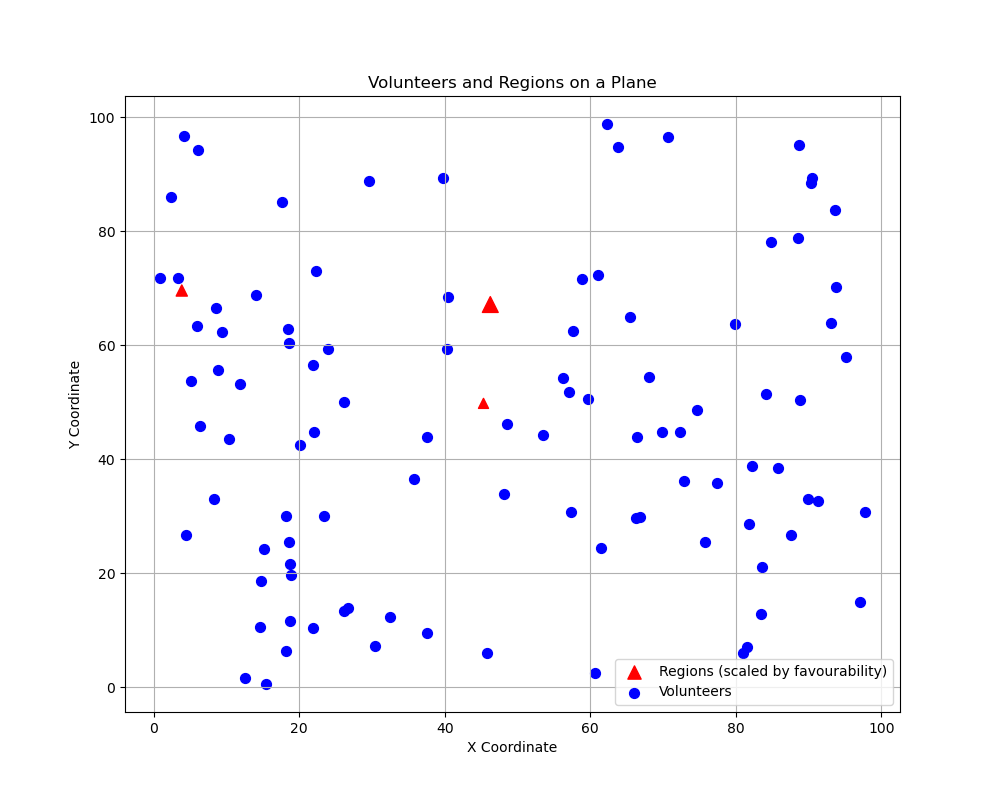 Volunteers and Regions on a Plane
100
80
60
40
20
0
Y Coordinate
0 20 40 60 80 100
X Coordinate
Regions (scaled by favourability)
Volunteers